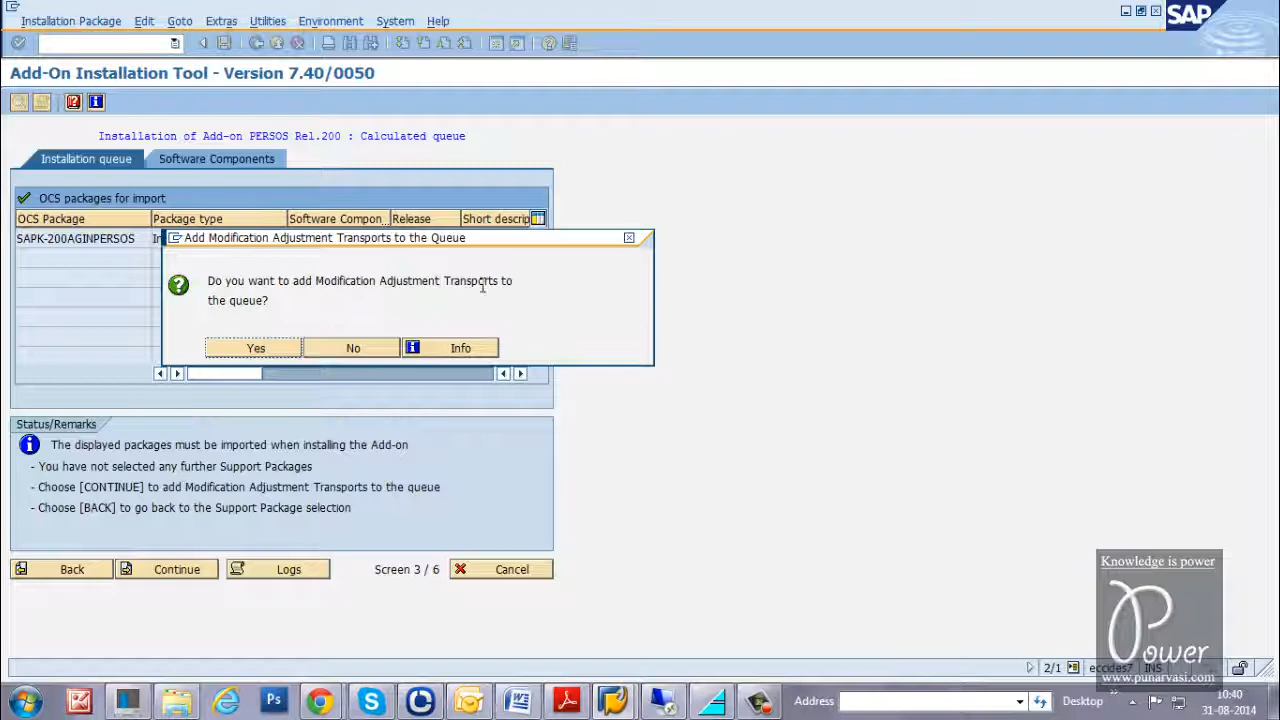 Installation Package Edit Goto Extras Utilities Environment System Help
SAP
Add-On Installation Tool - Version 7.40/0050
Installation of Add-on PERSOS Rel.200 : Calculated queue
Installation queue Software Components
OCS packages for import
OCS Package Package type Software Compon... Release Short descrip
SAPK-200AGINPERSOS In
Add Modification Adjustment Transports to the Queue
Do you want to add Modification Adjustment Transports to
the queue?
Yes No Info
Status/Remarks
The displayed packages must be imported when installing the Add-on
- You have not selected any further Support Packages
- Choose [CONTINUE] to add Modification Adjustment Transports to the queue
- Choose [BACK] to go back to the Support Package selection
Back Continue Logs Screen 3 / 6 Cancel
Knowledge is power
Power
www.punarvasi.com
2/1 eccides7 INS
Address Desktop
10:40
31-08-2014